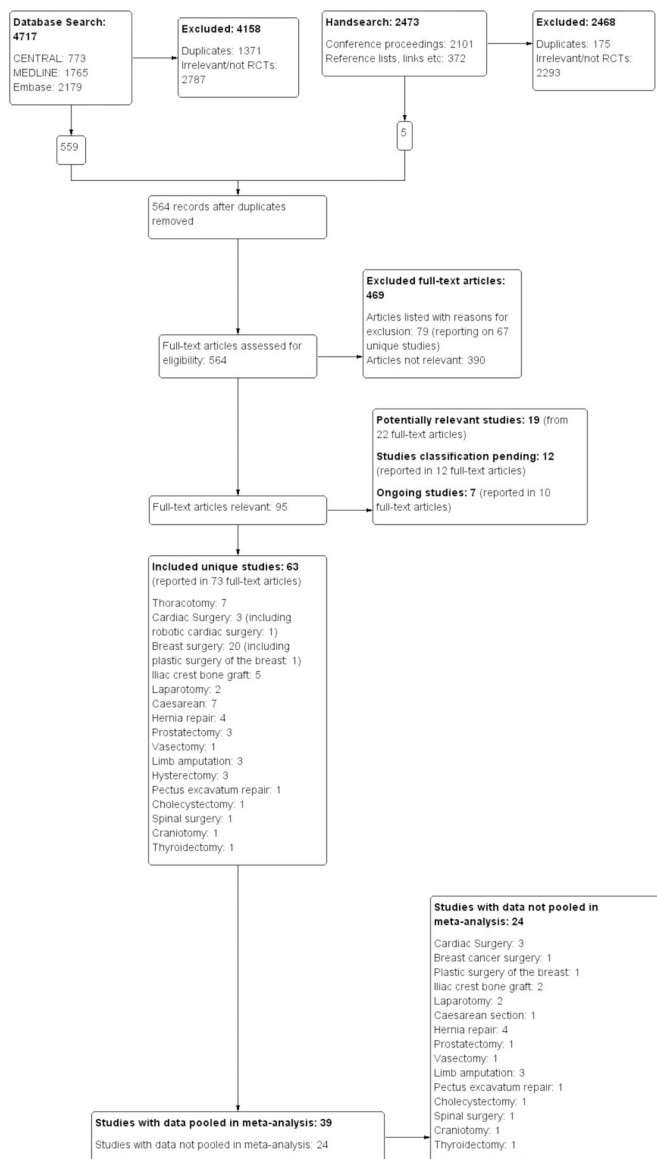 Database Search:
4717
CENTRAL: 773
MEDLINE: 1765
Embase: 2179
Excluded: 4158
Duplicates: 1371
Irrelevant/not RCTs:
2787
Handsearch: 2473
Conference proceedings: 2101
Reference lists, links etc: 372
Excluded: 2468
Duplicates: 175
Irrelevant/not RCTs:
2293
559
5
564 records after duplicates
removed
Full-text articles assessed for
eligibility: 564
Excluded full-text articles:
469
Articles listed with reasons for
exclusion: 79 (reporting on 67
unique studies)
Articles not relevant: 390
Full-text articles relevant: 95
Potentially relevant studies: 19 (from
22 full-text articles)
Studies classification pending: 12
(reported in 12 full-text articles)
Ongoing studies: 7 (reported in 10
full-text articles)
Included unique studies: 63
(reported in 73 full-text articles)
Thoracotomy: 7
Cardiac Surgery: 3 (including
robotic cardiac surgery: 1)
Breast surgery: 20 (including
plastic surgery of the breast: 1)
Iliac crest bone graft: 5
Laparotomy: 2
Caesarean: 7
Hernia repair: 4
Prostatectomy: 3
Vasectomy: 1
Limb amputation: 3
Hysterectomy: 3
Pectus excavatum repair: 1
Cholecystectomy: 1
Spinal surgery: 1
Craniotomy: 1
Thyroidectomy: 1
Studies with data pooled in meta-analysis: 39
Studies with data not pooled in meta-analysis: 24
Studies with data not pooled in
meta-analysis: 24
Cardiac Surgery: 3
Breast cancer surgery: 1
Plastic surgery of the breast: 1
Iliac crest bone graft: 2
Laparotomy: 2
Caesarean section: 1
Hernia repair: 4
Prostatectomy: 1
Vasectomy: 1
Limb amputation: 3
Pectus excavatum repair: 1
Cholecystectomy: 1
Spinal surgery: 1
Craniotomy: 1
Thyroidectomy: 1